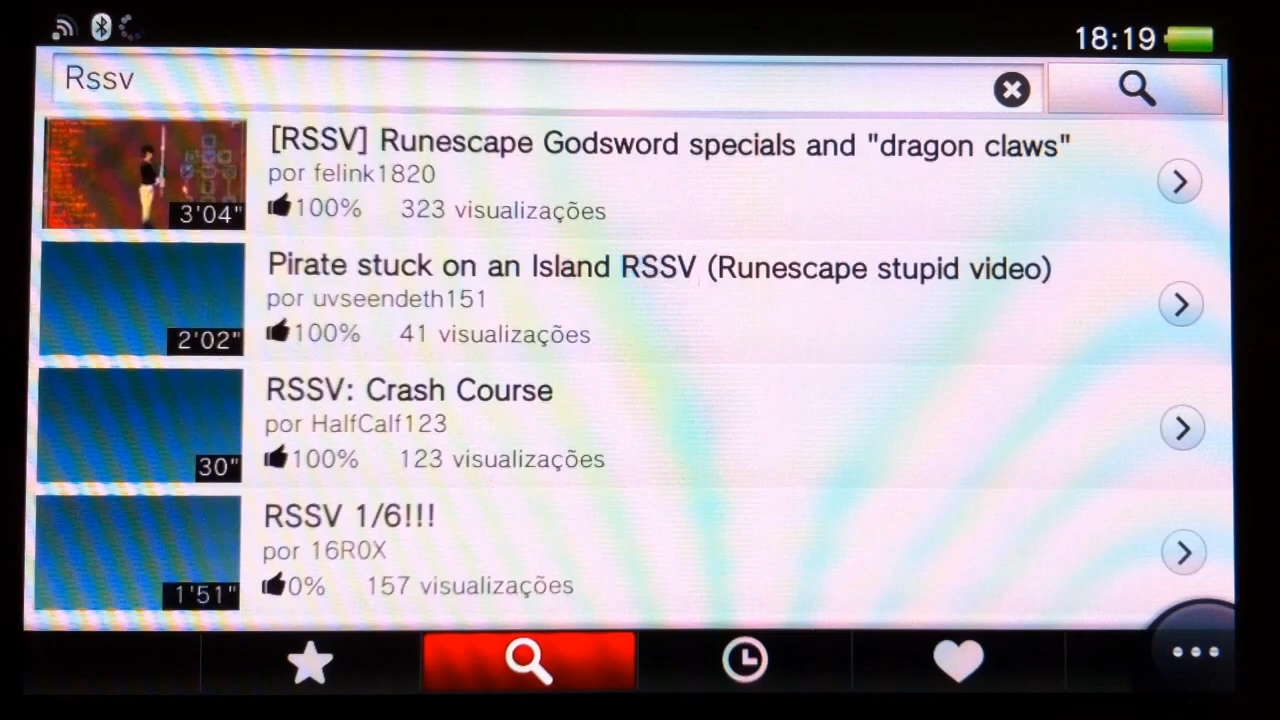 18:19
Rssv
[RSSV] Runescape Godsword specials and "dragon claws"
por felink1820
100% 323 visualizações
3'04"
Pirate stuck on an Island RSSV (Runescape stupid video)
por uvseendeth151
100% 41 visualizações
2'02"
RSSV: Crash Course
por HalfCalf123
100% 123 visualizações
30"
RSSV 1/6!!!
por 16R0X
0% 157 visualizações
1'51"